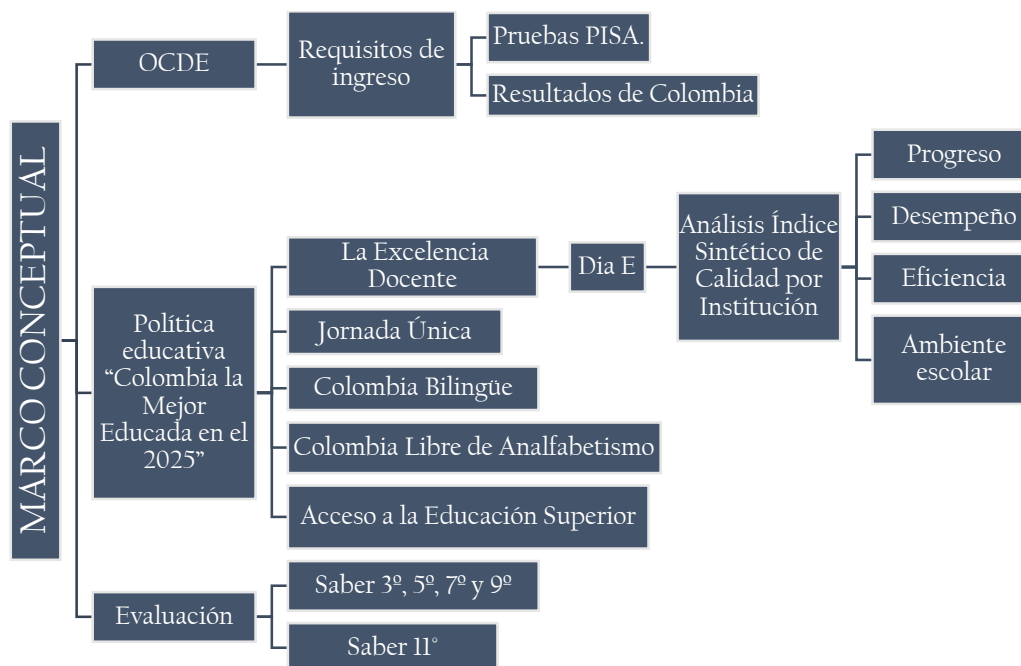 MARCO CONCEPTUAL
OCDE
Requisitos de
ingreso
Pruebas PISA.
Resultados de Colombia
Política
educativa
“Colombia la
Mejor
Educada en el
2025”
La Excelencia
Docente
Dia E
Análisis Índice
Sintético de
Calidad por
Institución
Progreso
Desempeño
Eficiencia
Ambiente
escolar
Jornada Única
Colombia Bilingüe
Colombia Libre de Analfabetismo
Acceso a la Educación Superior
Evaluación
Saber 3º, 5º, 7º y 9º
Saber 11°